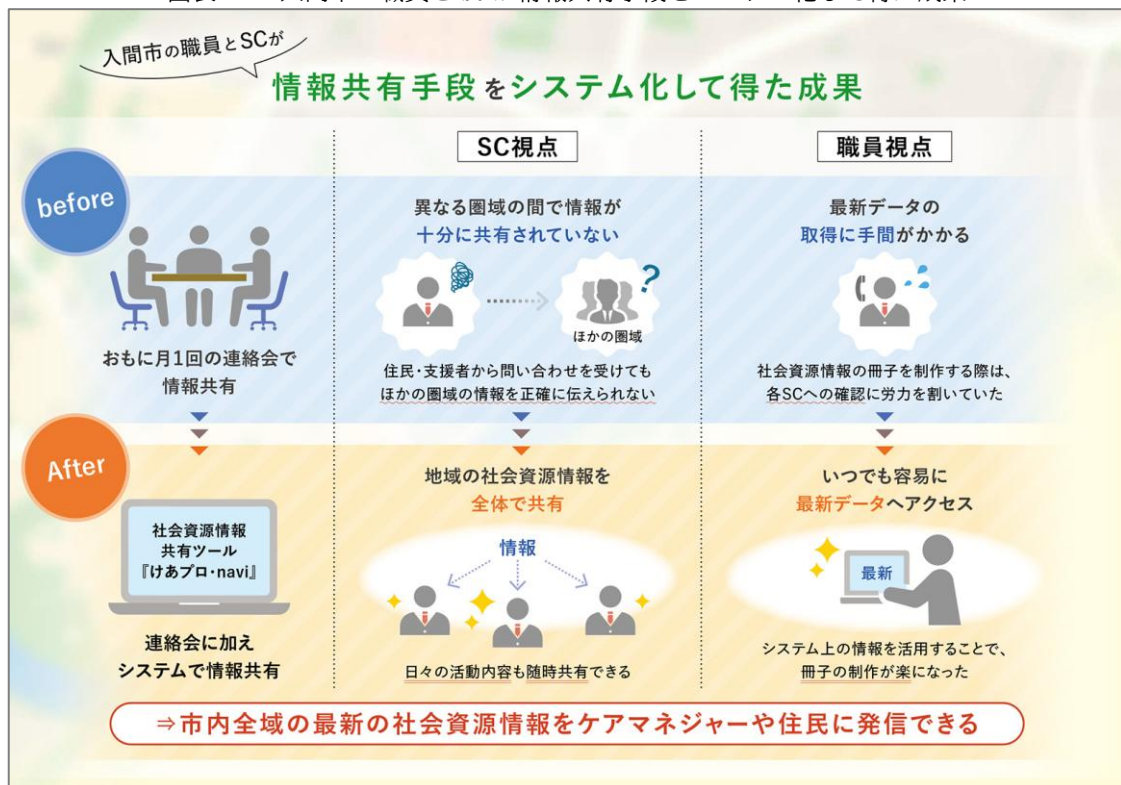 入間市の職員とSCが
情報共有手段をシステム化して得た成果
SC視点
職員視点
before
おもに月1回の連絡会で
情報共有
異なる圏域の間で情報が
十分に共有されていない
?
ほかの圏域
住民・支援者から問い合わせを受けても
ほかの圏域の情報を正確に伝えられない
最新データの
取得に手間がかかる
社会資源情報の冊子を制作する際は、
各SCへの確認に労力を割いていた
After
社会資源情報
共有ツール
『けあプロ・navi』
連絡会に加え
システムで情報共有
地域の社会資源情報を
全体で共有
情報
日々の活動内容も随時共有できる
いつでも容易に
最新データへアクセス
最新
システム上の情報を活用することで、
冊子の制作が楽になった
⇒市内全域の最新の社会資源情報をケアマネジャーや住民に発信できる